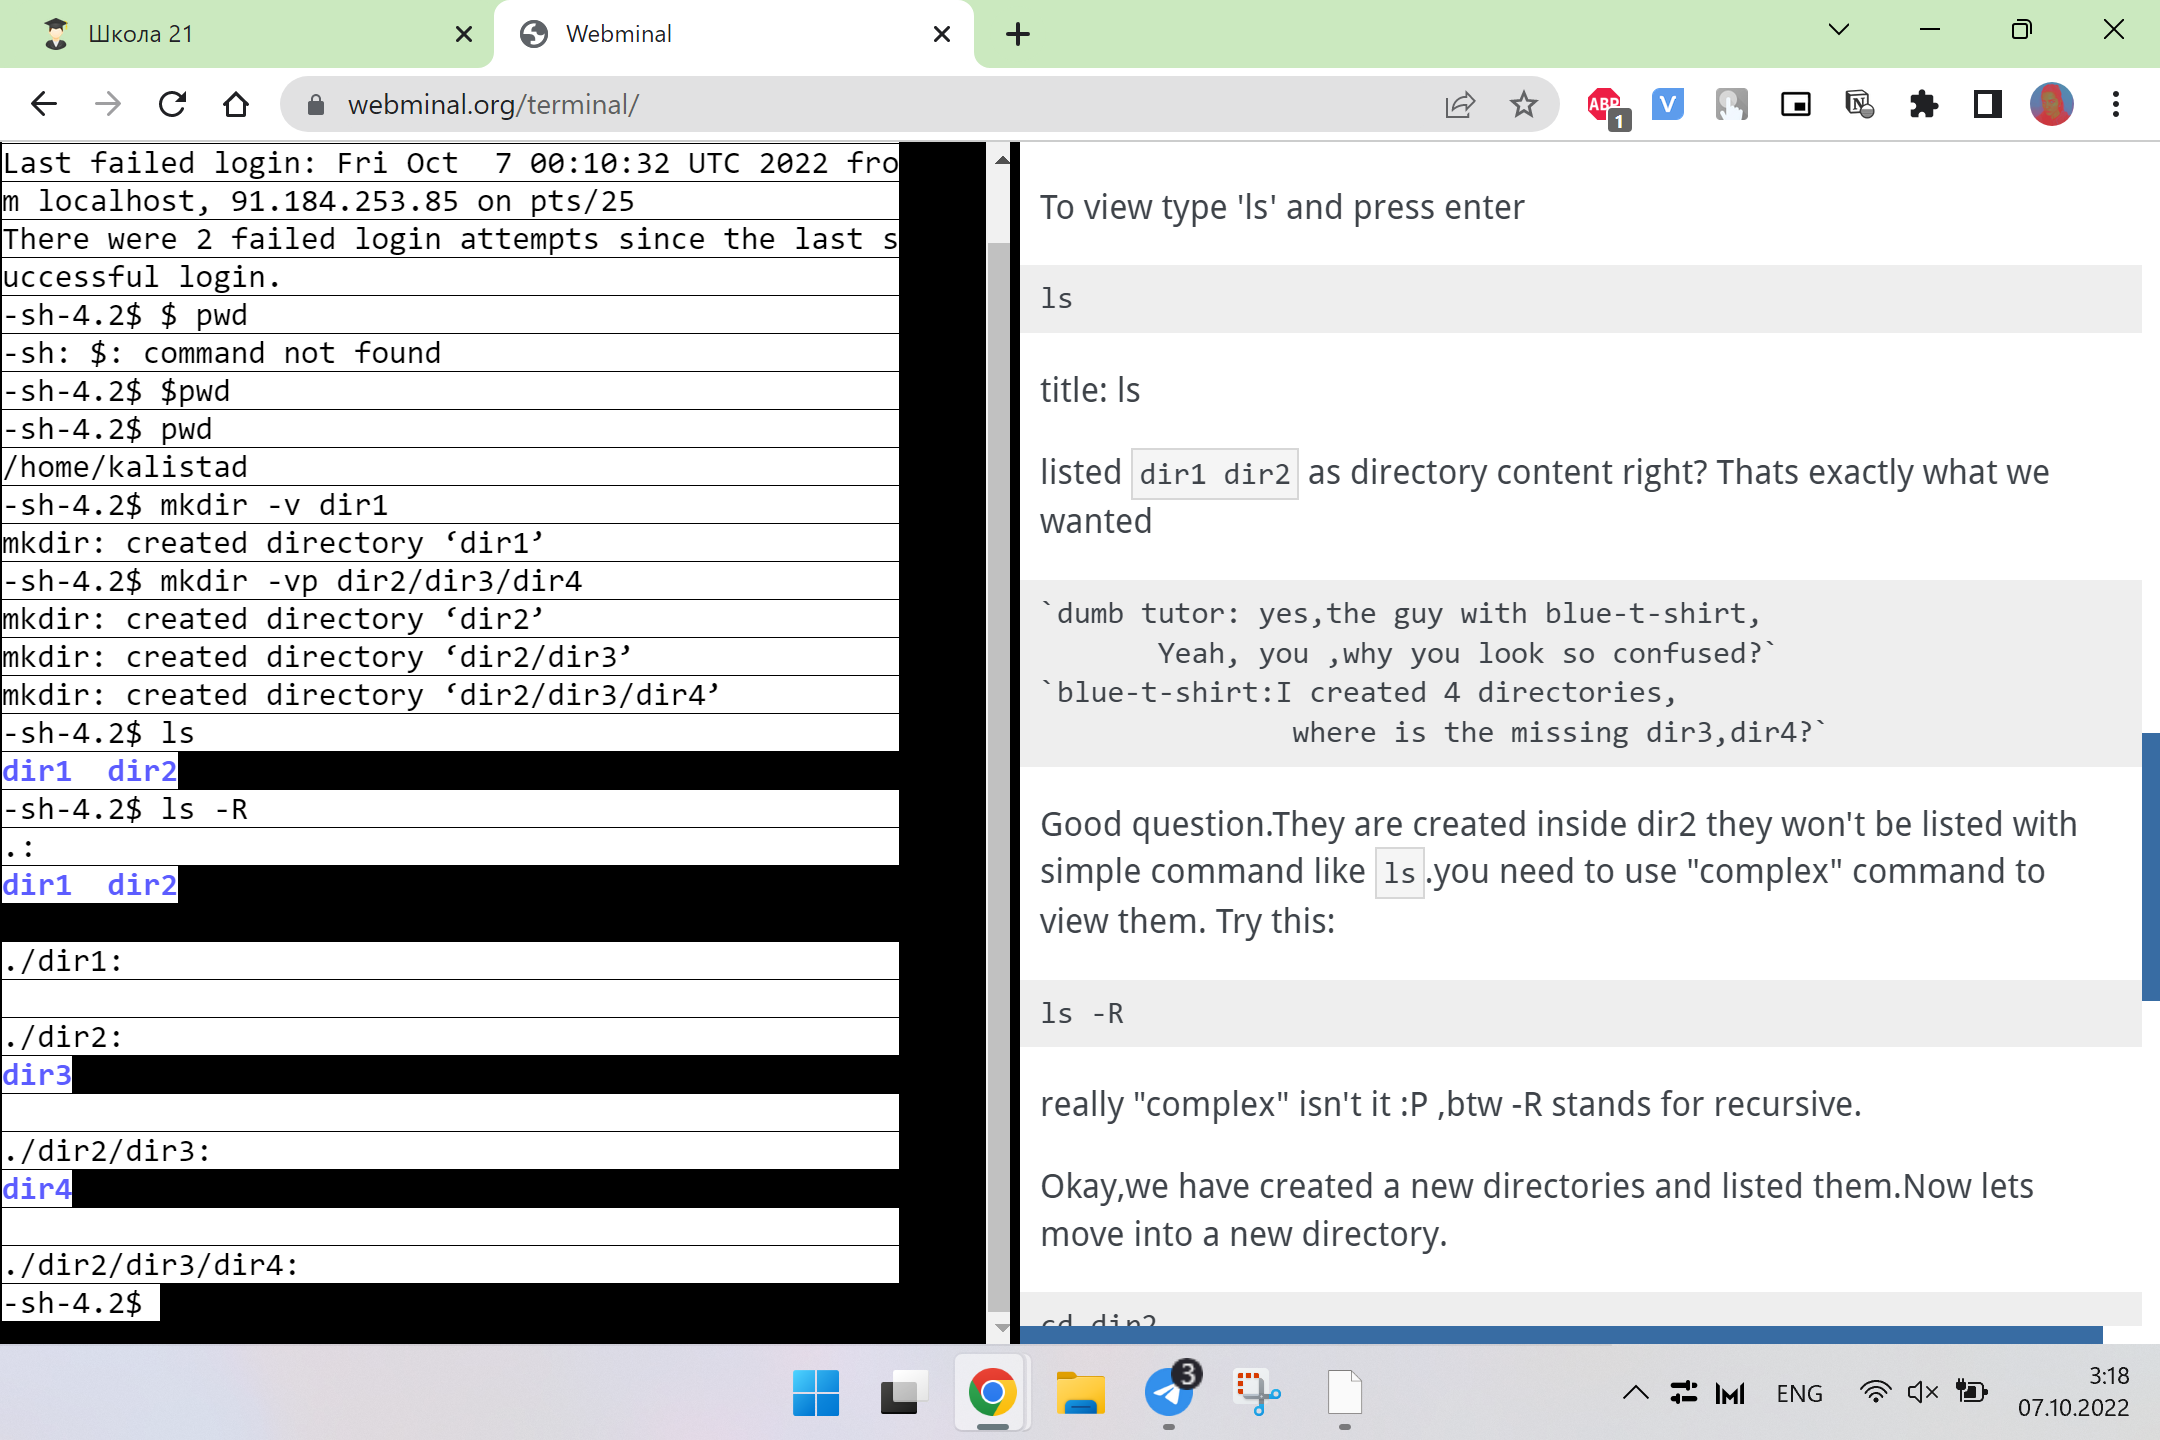 Школа 21
Webminal
webminal.org/terminal/
ABP
1
V
N
Last failed login: Fri Oct  7 00:10:32 UTC 2022 fro
m localhost, 91.184.253.85 on pts/25
There were 2 failed login attempts since the last s
uccessful login.
-sh-4.2$ $ pwd
-sh: $: command not found
-sh-4.2$ $pwd
-sh-4.2$ pwd
/home/kalistad
-sh-4.2$ mkdir -v dir1
mkdir: created directory ‘dir1’
-sh-4.2$ mkdir -vp dir2/dir3/dir4
mkdir: created directory ‘dir2’
mkdir: created directory ‘dir2/dir3’
mkdir: created directory ‘dir2/dir3/dir4’
-sh-4.2$ ls
dir1  dir2
-sh-4.2$ ls -R
.:
dir1  dir2
./dir1:
./dir2:
dir3
./dir2/dir3:
dir4
./dir2/dir3/dir4:
-sh-4.2$
To view type 'ls' and press enter
ls
title: ls
listed dir1 dir2 as directory content right? Thats exactly what we
wanted
`dumb tutor: yes,the guy with blue-t-shirt,
Yeah, you ,why you look so confused?`
`blue-t-shirt:I created 4 directories,
where is the missing dir3,dir4?`
Good question.They are created inside dir2 they won't be listed with
simple command like ls.you need to use "complex" command to
view them. Try this:
ls -R
really "complex" isn't it :P ,btw -R stands for recursive.
Okay,we have created a new directories and listed them.Now lets
move into a new directory.
cd dir2
3
ENG
3:18
07.10.2022